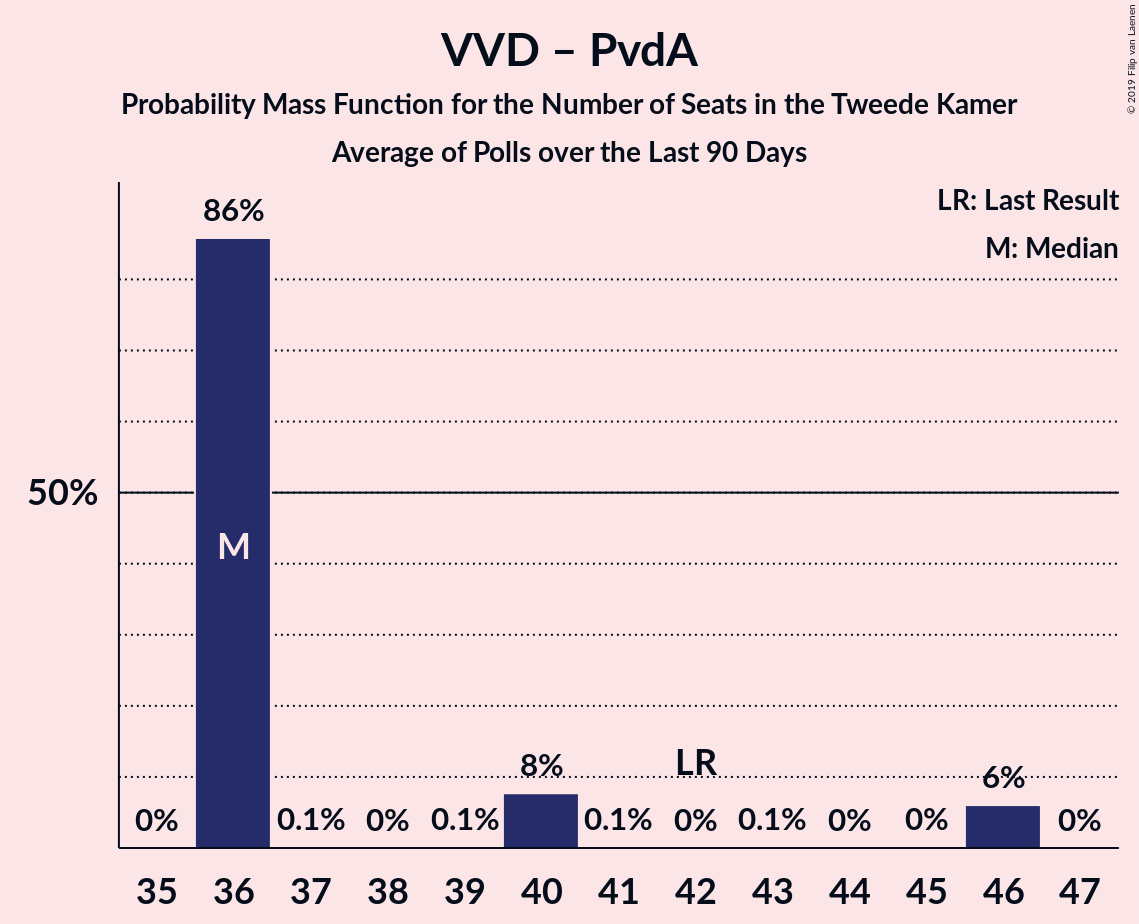 VVD – PvdA
Probability Mass Function for the Number of Seats in the Tweede Kamer
Average of Polls over the Last 90 Days
© 2019 Filip van Laenen
LR: Last Result
M: Median
86%
50%
M
LR
8%
6%
0% 0.1% 0% 0.1% 0.1% 0% 0.1% 0% 0% 0%
35 36 37 38 39 40 41 42 43 44 45 46 47